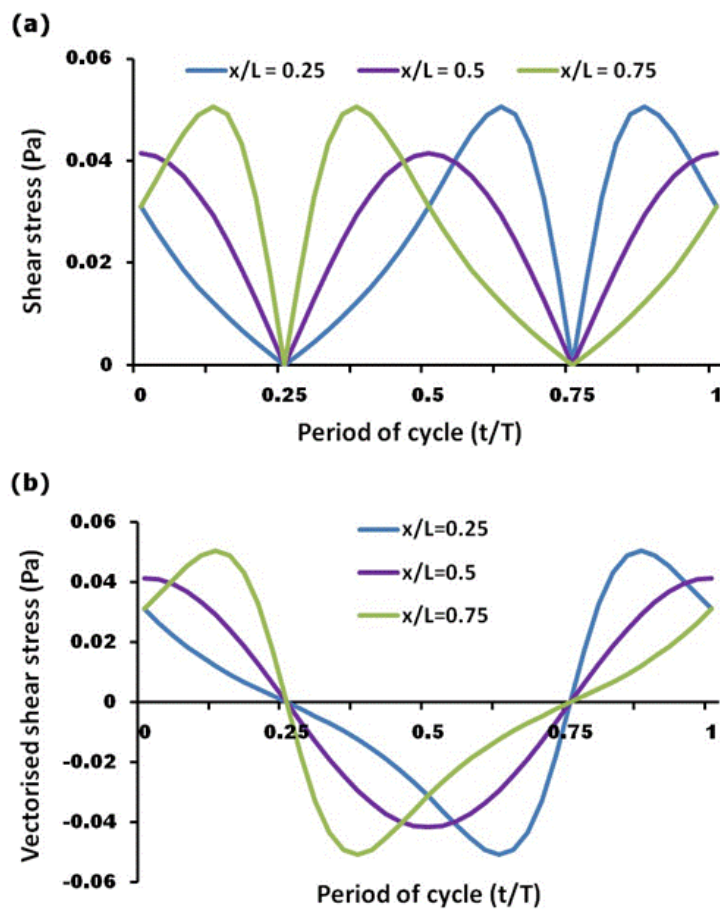 (a)
0.06
x/L = 0.25 x/L = 0.5 x/L = 0.75
0.04
0.02
0
Shear stress (Pa)
0 0.25 0.5 0.75 1
Period of cycle (t/T)
(b)
0.06
x/L=0.25
0.04
x/L=0.5
0.02
x/L=0.75
0
0 0.25 0.5 0.75 1
-0.02
-0.04
-0.06
Vectorised shear stress (Pa)
Period of cycle (t/T)